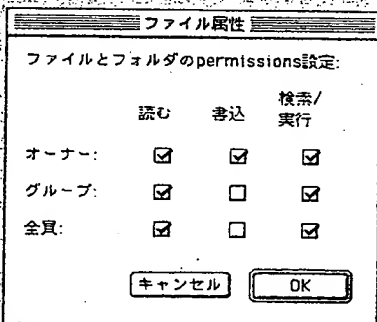 ファイル属性
ファイルとフォルダのpermissions設定:
読む 書込 検索/
実行
オーナー:
グループ:
全員:
キャンセル OK